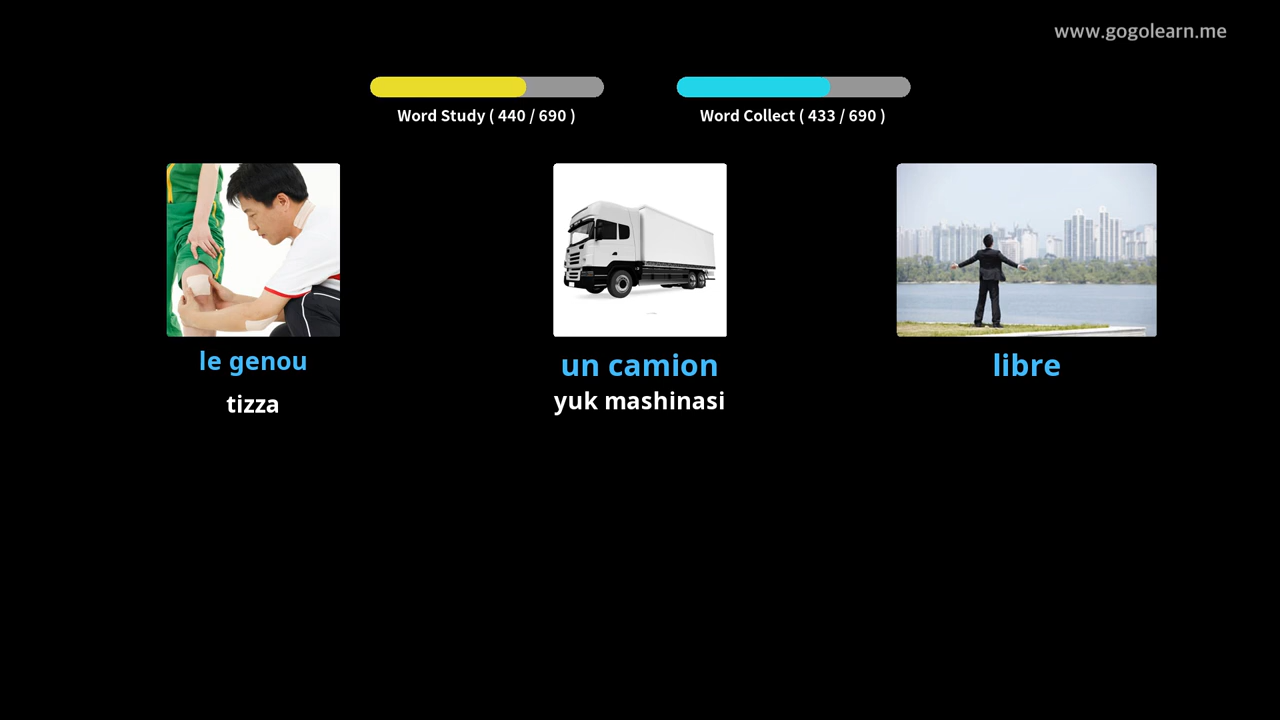 www.gogolearn.me
Word Study ( 440 / 690 )
Word Collect ( 433 / 690 )
le genou
tizza
un camion
yuk mashinasi
libre